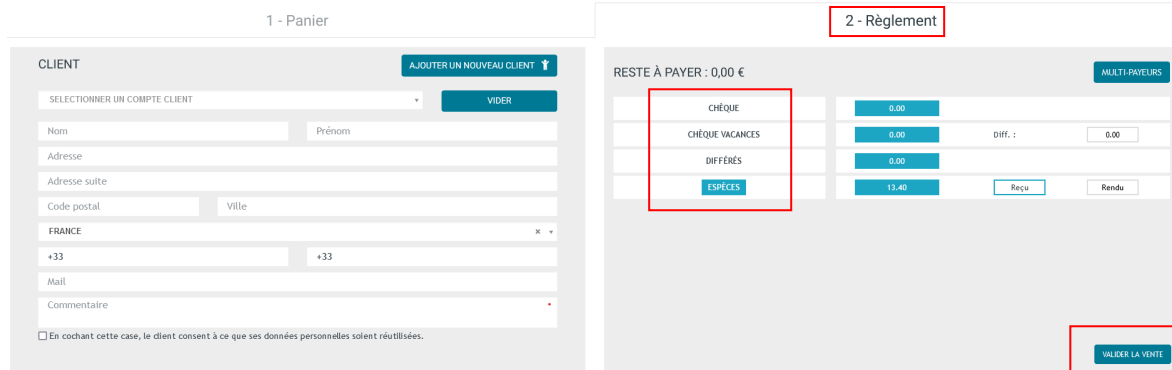 1 - Panier
2 - Règlement
CLIENT
AJOUTER UN NOUVEAU CLIENT
SELECTIONNER UN COMPTE CLIENT
VIDER
Nom
Prénom
Adresse
Adresse suite
Code postal
Ville
FRANCE
+33
+33
Mail
Commentaire *
En cochant cette case, le client consent à ce que ses données personnelles soient réutilisées.
RESTE À PAYER : 0,00 €
MULTI-PAYEURS
CHÈQUE 0.00
CHÈQUE VACANCES 0.00 Diff. : 0.00
DIFFÉRÉS 0.00
ESPÈCES 13.40 Reçu Rendu
VALIDER LA VENTE